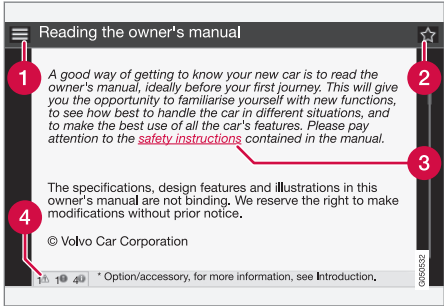 Reading the owner's manual
1
2
A good way of getting to know your new car is to read the
owner's manual, ideally before your first journey. This will give
you the opportunity to familiarise yourself with new functions,
to see how best to handle the car in different situations, and
to make the best use of all the car's features. Please pay
attention to the safety instructions contained in the manual.
3
The specifications, design features and illustrations in this
owner's manual are not binding. We reserve the right to make
modifications without prior notice.
4
© Volvo Car Corporation
1 1 4 * Option/accessory, for more information, see Introduction.
G050532